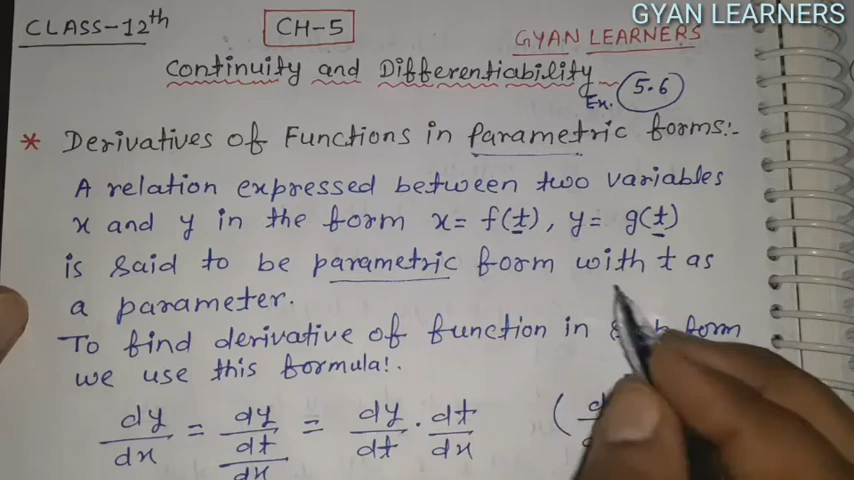 GYAN LEARNERS
CLASS-12th CH-5
GYAN LEARNERS
Continuity and Differentiability
Ex. 5.6
* Derivatives of Functions in parametric forms:-
A relation expressed between two variables
x and y in the form x = f(t), y = g(t)
is said to be parametric form with t as
a parameter.
To find derivative of function in form
we use this formula!.
dy/dx = dy/dt/dt/dx = dy/dt . dt/dx (